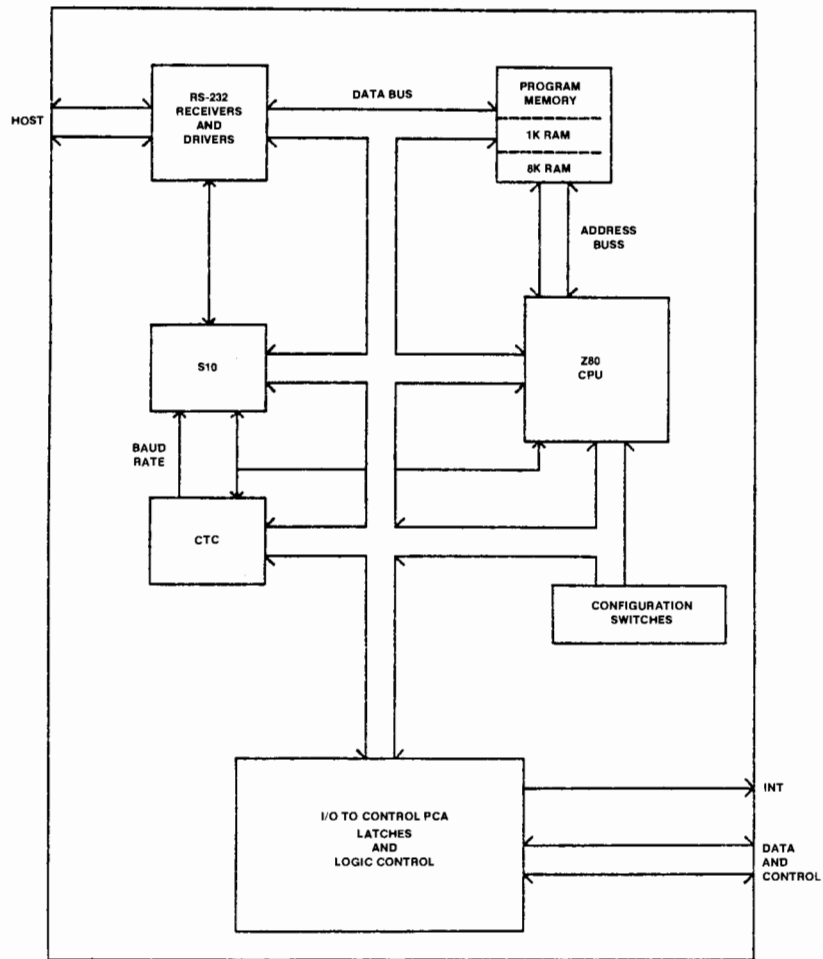 HOST
RS-232
RECEIVERS
AND
DRIVERS
DATA BUS
PROGRAM
MEMORY
1K RAM
8K RAM
ADDRESS
BUSS
S10
Z80
CPU
BAUD
RATE
CTC
CONFIGURATION
SWITCHES
I/O TO CONTROL PCA
LATCHES
AND
LOGIC CONTROL
INT
DATA
AND
CONTROL